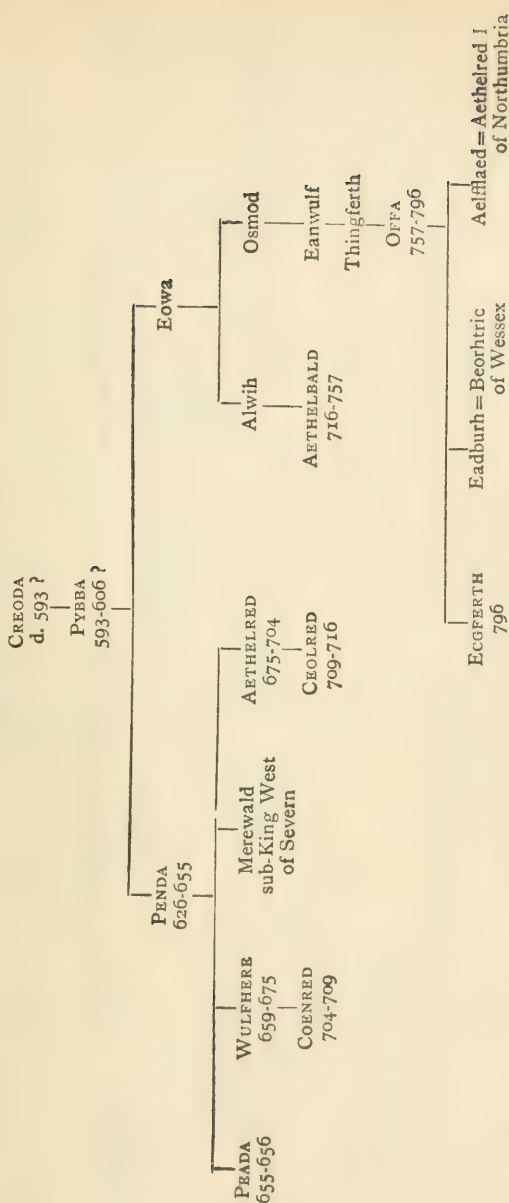 CREODA
d. 593 ?
PYBBA
593-606 ?
PENDA
626-655
Eowa
PEADA
655-656
WULFHERE
659-675
Merewald
sub-King West
of Severn
AETHELRED
675-704
Alwih
Osmod
COENRED
704-709
CEOLRED
709-716
AETHELBALD
716-757
Eanwulf
Thingferth
OFFA
757-796
ECGFERTH
796
Eadburh = Beorhtric
of Wessex
Aelfflaed = Aethelred I
of Northumbria